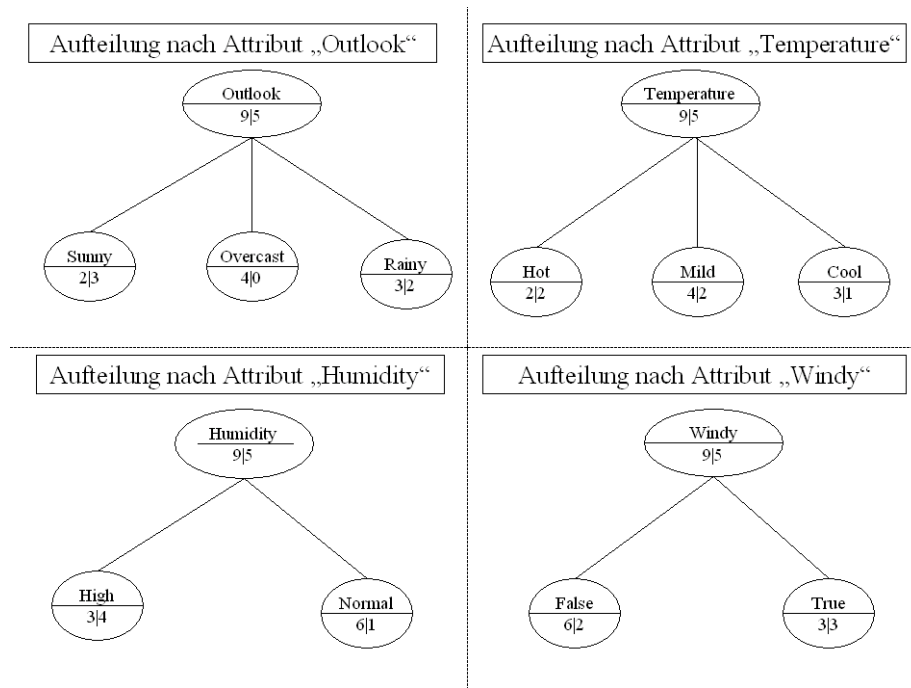 Aufteilung nach Attribut „Outlook“
Outlook
9|5
Sunny
2|3
Overcast
4|0
Rainy
3|2
Aufteilung nach Attribut „Temperature“
Temperature
9|5
Hot
2|2
Mild
4|2
Cool
3|1
Aufteilung nach Attribut „Humidity“
Humidity
9|5
High
3|4
Normal
6|1
Aufteilung nach Attribut „Windy“
Windy
9|5
False
6|2
True
3|3